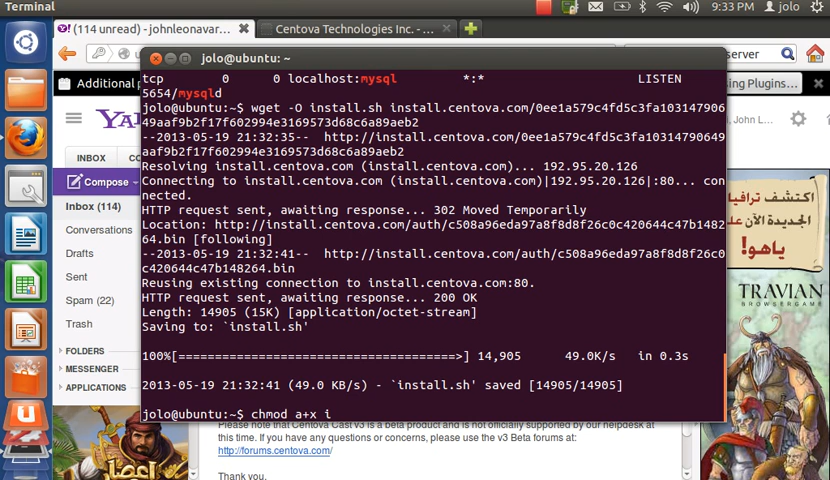 Terminal
9:33 PM
jolo
(114 unread) - johnleonavar...
Centova Technologies Inc. -
server
jolo@ubuntu: ~
Additional p
ing Plugins...
tcp 0 0 localhost:mysql *:* LISTEN
5654/mysqld
jolo@ubuntu:~$ wget -O install.sh install.centova.com/0ee1a579c4fd5c3fa103147906
49aaf9b2f17f602994e3169573d68c6a89aeb2
--2013-05-19 21:32:35-- http://install.centova.com/0ee1a579c4fd5c3fa10314790649
aaf9b2f17f602994e3169573d68c6a89aeb2
Resolving install.centova.com (install.centova.com)... 192.95.20.126
Connecting to install.centova.com (install.centova.com)|192.95.20.126|:80... con
nected.
HTTP request sent, awaiting response... 302 Moved Temporarily
Location: http://install.centova.com/auth/c508a96eda97a8f8d8f26c0c420644c47b1482
64.bin [following]
--2013-05-19 21:32:41-- http://install.centova.com/auth/c508a96eda97a8f8d8f26c0
c420644c47b148264.bin
Reusing existing connection to install.centova.com:80.
HTTP request sent, awaiting response... 200 OK
Length: 14905 (15K) [application/octet-stream]
Saving to: `install.sh'
100%[======================================>] 14,905 49.0K/s in 0.3s
2013-05-19 21:32:41 (49.0 KB/s) - `install.sh' saved [14905/14905]
jolo@ubuntu:~$ chmod a+x i
YA
, John L...
INBOX
CO
Compose
Inbox (114)
Conversations
Drafts
Sent
Spam (22)
Trash
FOLDERS
MESSENGER
APPLICATIONS
اكتشف ترافيا
الجديدة الآن عل
ياهو!
TRAVIAN
BROWSERGAME
Please note that Centova Cast v3 is a beta product and is not officially supported by our helpdesk at
this time. If you have any questions or concerns, please use the v3 Beta forums at:
http://forums.centova.com/
Thank you.